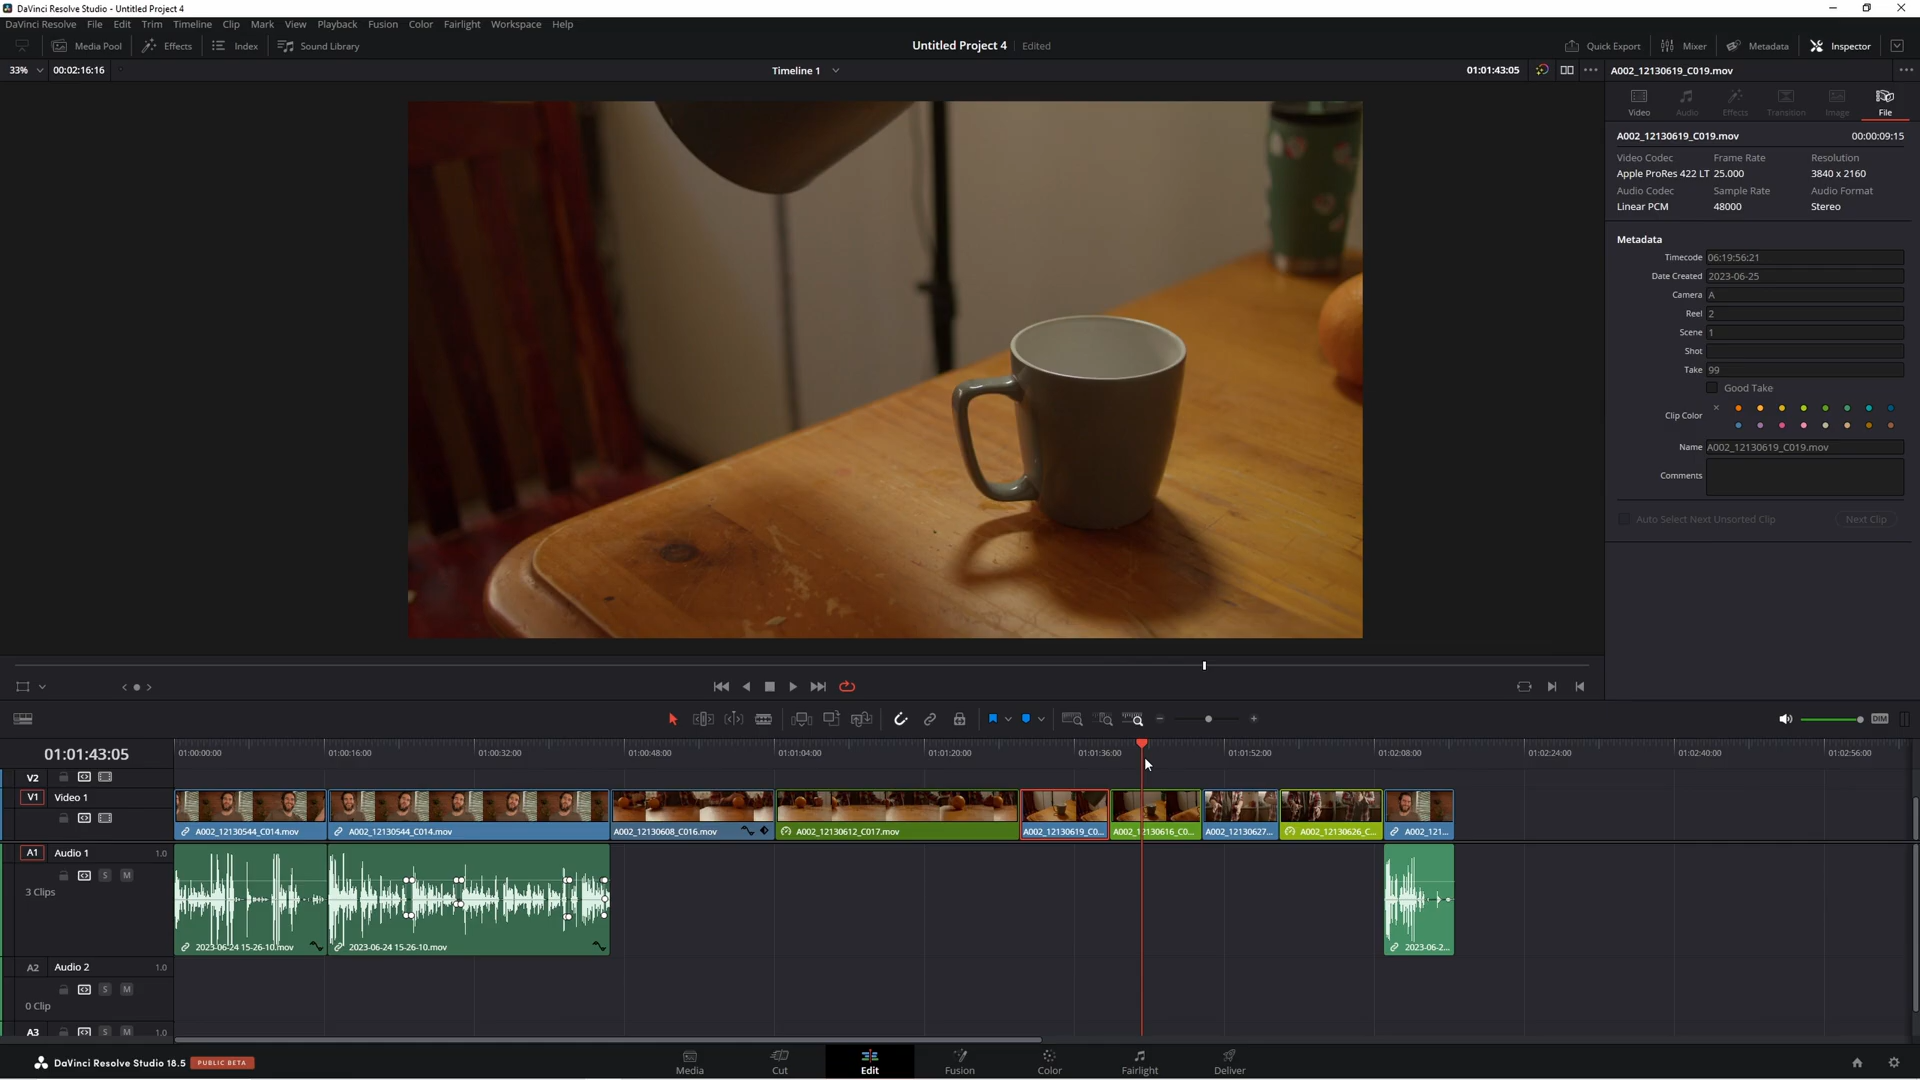 DaVinci Resolve Studio - Untitled Project 4
DaVinci Resolve File Edit Trim Timeline Clip Mark View Playback Fusion Color Fairlight Workspace Help
Media Pool Effects Index Sound Library Untitled Project 4 Edited Quick Export Mixer Metadata Inspector
33% 00:02:16:16 Timeline 1 01:01:43:05 A002_12130619_C019.mov
Video Audio Effects Transition Image File
A002_12130619_C019.mov 00:00:09:15
Video Codec Frame Rate Resolution
Apple ProRes 422 LT 25.000 3840 x 2160
Audio Codec Sample Rate Audio Format
Linear PCM 48000 Stereo
Metadata
Timecode 06:19:56:21
Date Created 2023-06-25
Camera A
Reel 2
Scene 1
Shot
Take 99
Good Take
Clip Color
Name A002_12130619_C019.mov
Comments
Auto Select Next Unsorted Clip Next Clip
DIM
01:01:43:05 01:00:00:00 01:00:16:00 01:00:32:00 01:00:48:00 01:01:04:00 01:01:20:00 01:01:36:00 01:01:52:00 01:02:08:00 01:02:24:00 01:02:40:00 01:02:56:00
V2
V1 Video 1
A002_12130544_C014.mov A002_12130544_C014.mov A002_12130608_C016.mov A002_12130612_C017.mov A002_12130619_C0... A002_12130616_C0... A002_12130627... A002_12130626_C... A002_121...
A1 Audio 1 1.0
S M
3 Clips
2023-06-24 15-26-10.mov 2023-06-24 15-26-10.mov 2023-06-2...
A2 Audio 2 1.0
S M
0 Clip
A3 S M 1.0
DaVinci Resolve Studio 18.5 PUBLIC BETA Media Cut Edit Fusion Color Fairlight Deliver